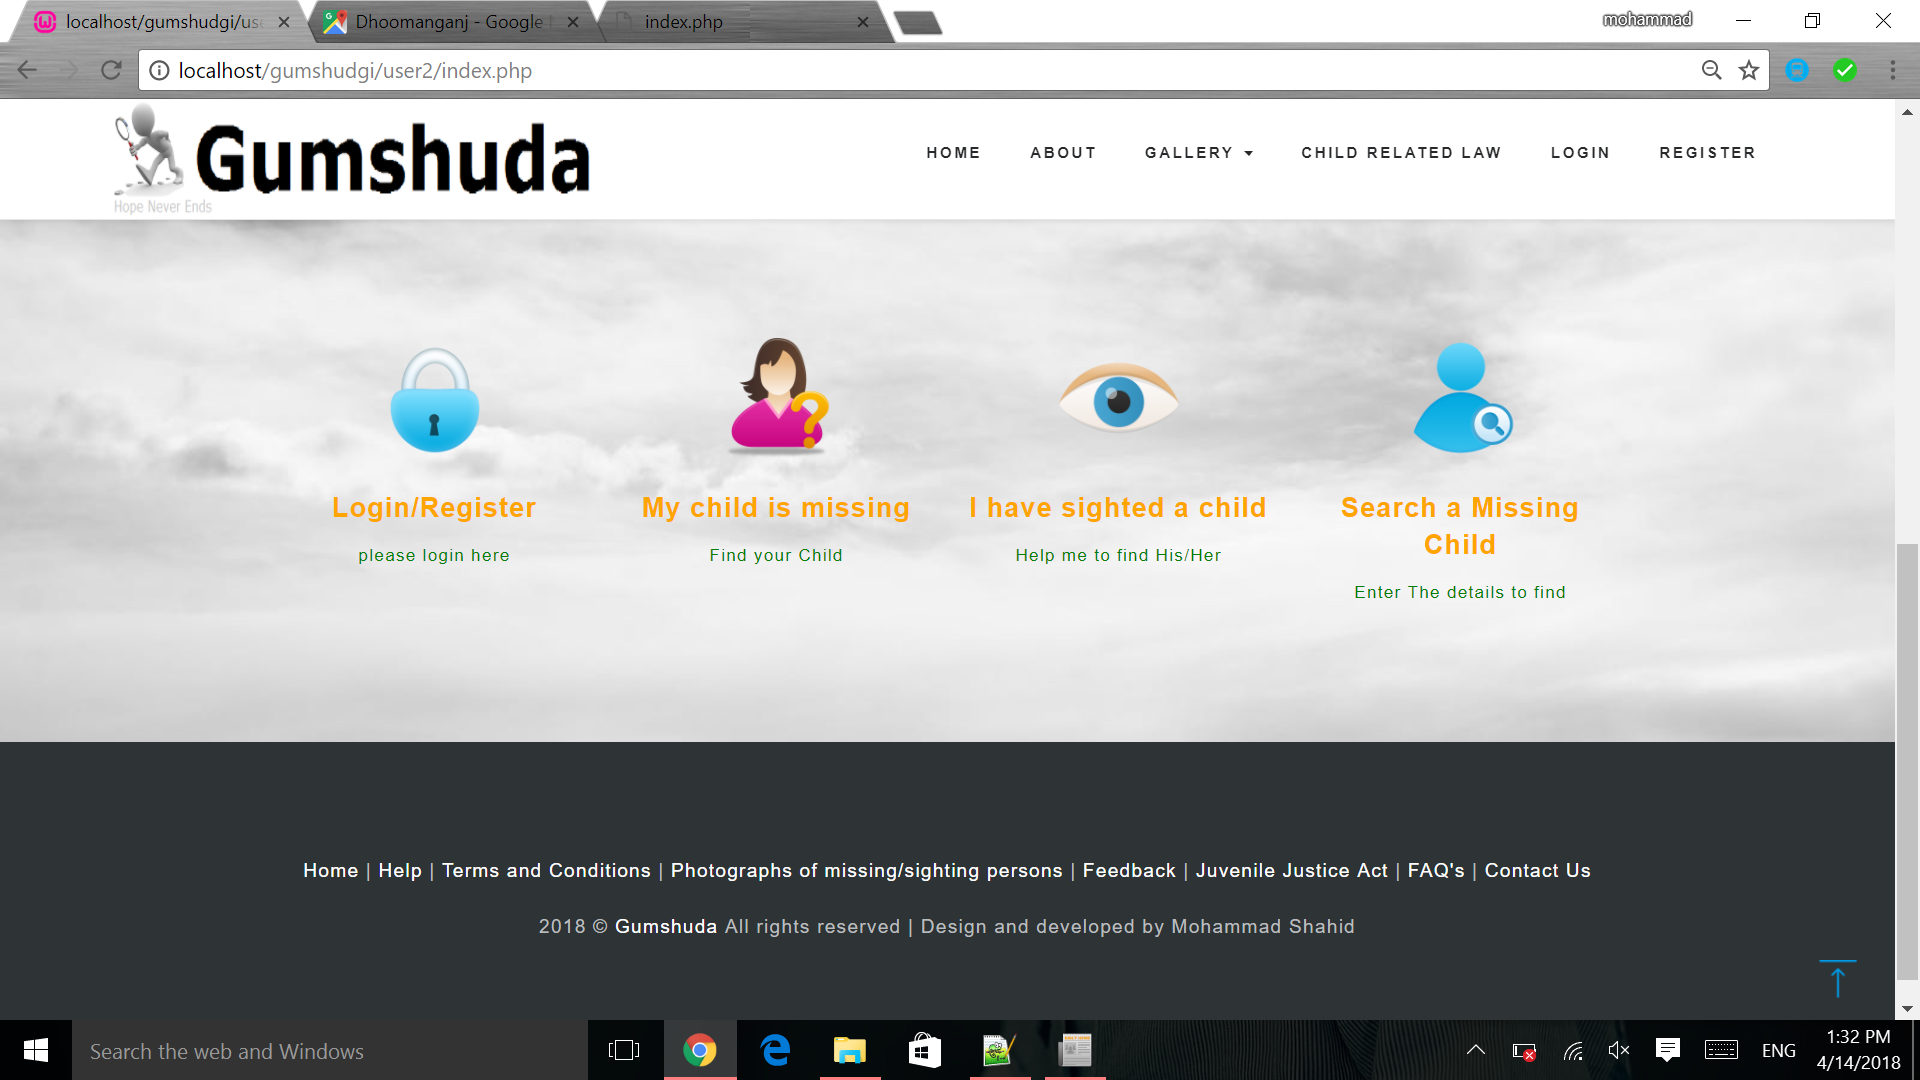 localhost/gumshudgi/use
Dhoomanganj - Google
index.php
mohammad
localhost/gumshudgi/user2/index.php
Gumshuda
Hope Never Ends
HOME
ABOUT
GALLERY
CHILD RELATED LAW
LOGIN
REGISTER
Login/Register
please login here
My child is missing
Find your Child
I have sighted a child
Help me to find His/Her
Search a Missing
Child
Enter The details to find
Home | Help | Terms and Conditions | Photographs of missing/sighting persons | Feedback | Juvenile Justice Act | FAQ's | Contact Us
2018 © Gumshuda All rights reserved | Design and developed by Mohammad Shahid
Search the web and Windows
ENG
1:32 PM
4/14/2018